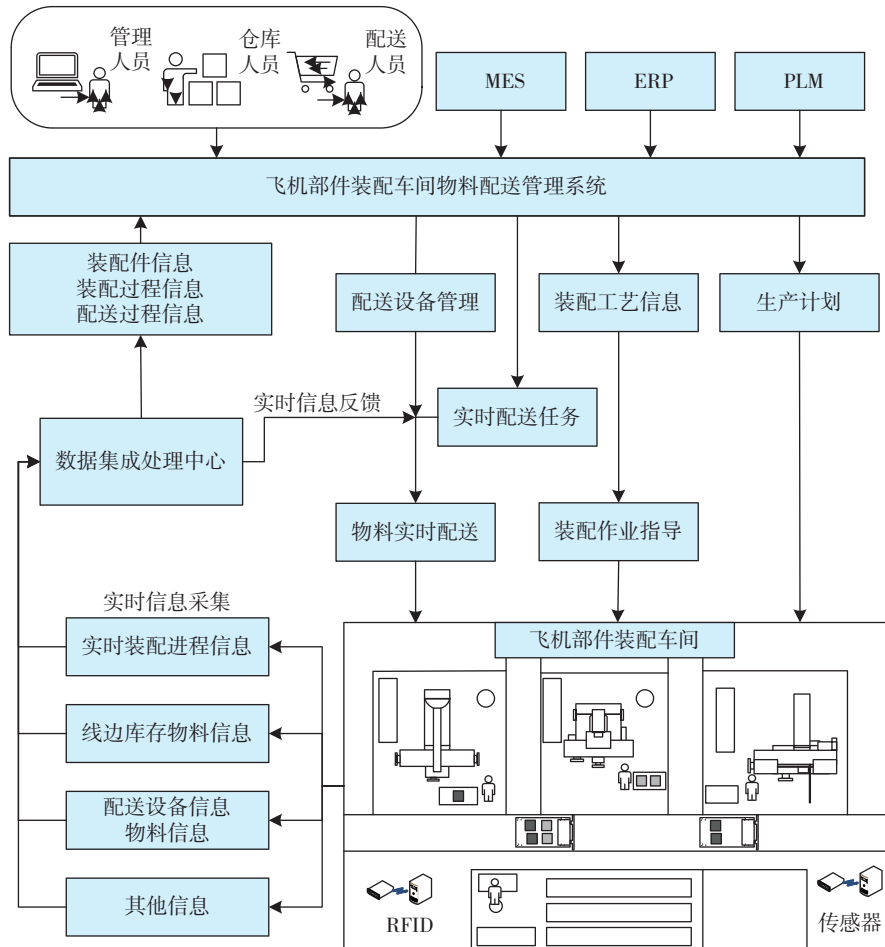 管理
人员
仓库
人员
配送
人员
MES
ERP
PLM
飞机部件装配车间物料配送管理系统
装配件信息
装配过程信息
配送过程信息
配送设备管理
装配工艺信息
生产计划
实时信息反馈
实时配送任务
数据集成处理中心
物料实时配送
装配作业指导
实时信息采集
实时装配进程信息
飞机部件装配车间
线边库存物料信息
配送设备信息
物料信息
其他信息
RFID
传感器